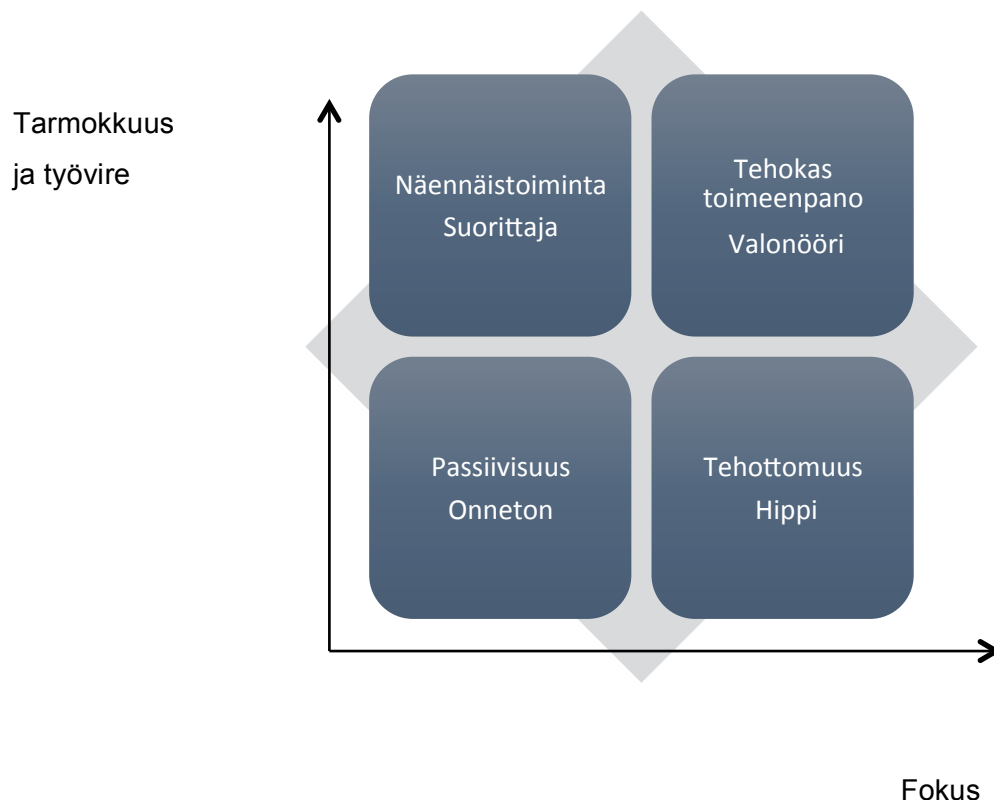 Tarmokkuus
ja työvire
Näennäistoiminta
Suorittaja
Tehokas
toimeenpano
Valonööri
Passiivisuus
Onneton
Tehottomuus
Hippi
Fokus